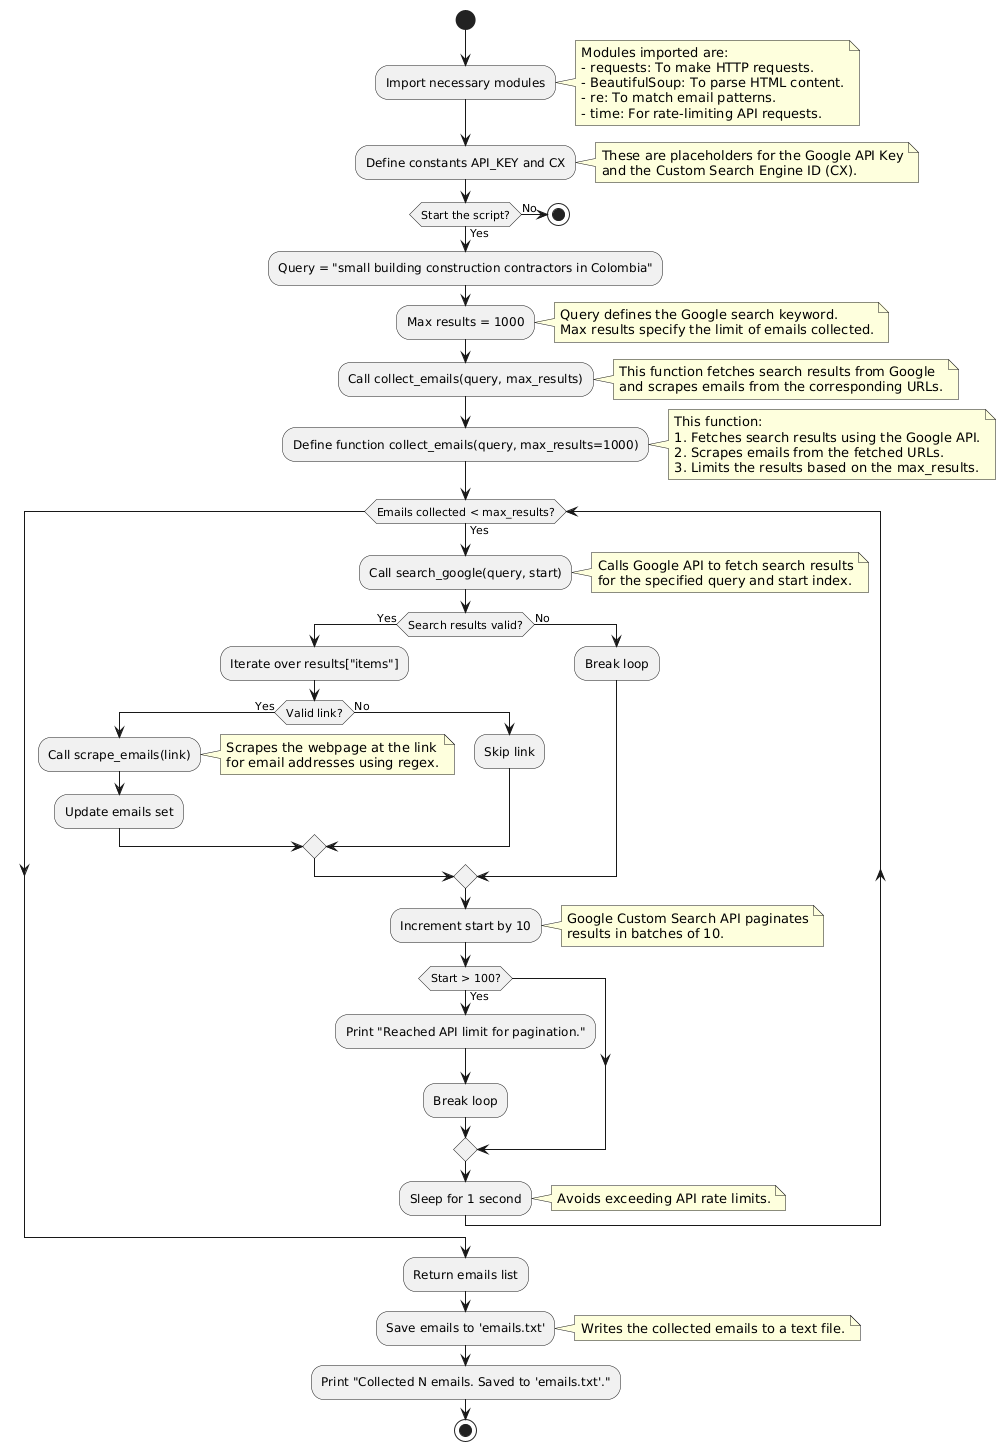 Import necessary modules
Modules imported are:
- requests: To make HTTP requests.
- BeautifulSoup: To parse HTML content.
- re: To match email patterns.
- time: For rate-limiting API requests.
Define constants API_KEY and CX
These are placeholders for the Google API Key
and the Custom Search Engine ID (CX).
Start the script?
No
Yes
Query = "small building construction contractors in Colombia"
Max results = 1000
Query defines the Google search keyword.
Max results specify the limit of emails collected.
Call collect_emails(query, max_results)
This function fetches search results from Google
and scrapes emails from the corresponding URLs.
Define function collect_emails(query, max_results=1000)
This function:
1. Fetches search results using the Google API.
2. Scrapes emails from the fetched URLs.
3. Limits the results based on the max_results.
Emails collected < max_results?
Yes
Call search_google(query, start)
Calls Google API to fetch search results
for the specified query and start index.
Yes
Search results valid?
No
Iterate over results["items"]
Break loop
Yes
Valid link?
No
Call scrape_emails(link)
Scrapes the webpage at the link
for email addresses using regex.
Skip link
Update emails set
Increment start by 10
Google Custom Search API paginates
results in batches of 10.
Start > 100?
Yes
Print "Reached API limit for pagination."
Break loop
Sleep for 1 second
Avoids exceeding API rate limits.
Return emails list
Save emails to 'emails.txt'
Writes the collected emails to a text file.
Print "Collected N emails. Saved to 'emails.txt'."